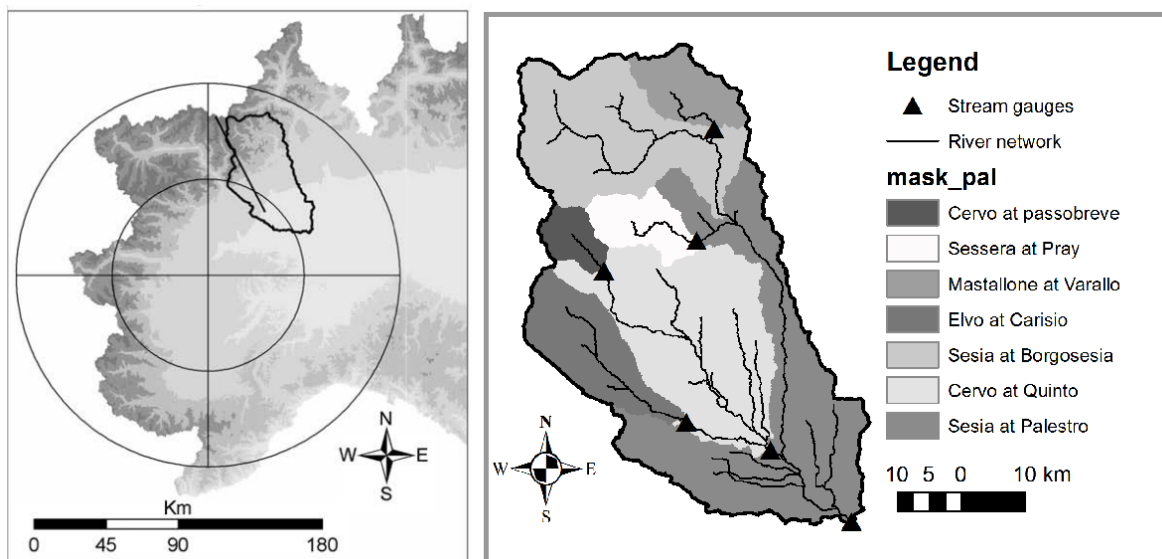 N
W E
S
Km
0 45 90 180
Legend
Stream gauges
River network
mask_pal
Cervo at passobreve
Sessera at Pray
Mastallone at Varallo
Elvo at Carisio
Sesia at Borgosesia
Cervo at Quinto
Sesia at Palestro
10 5 0 10 km
N
W E
S